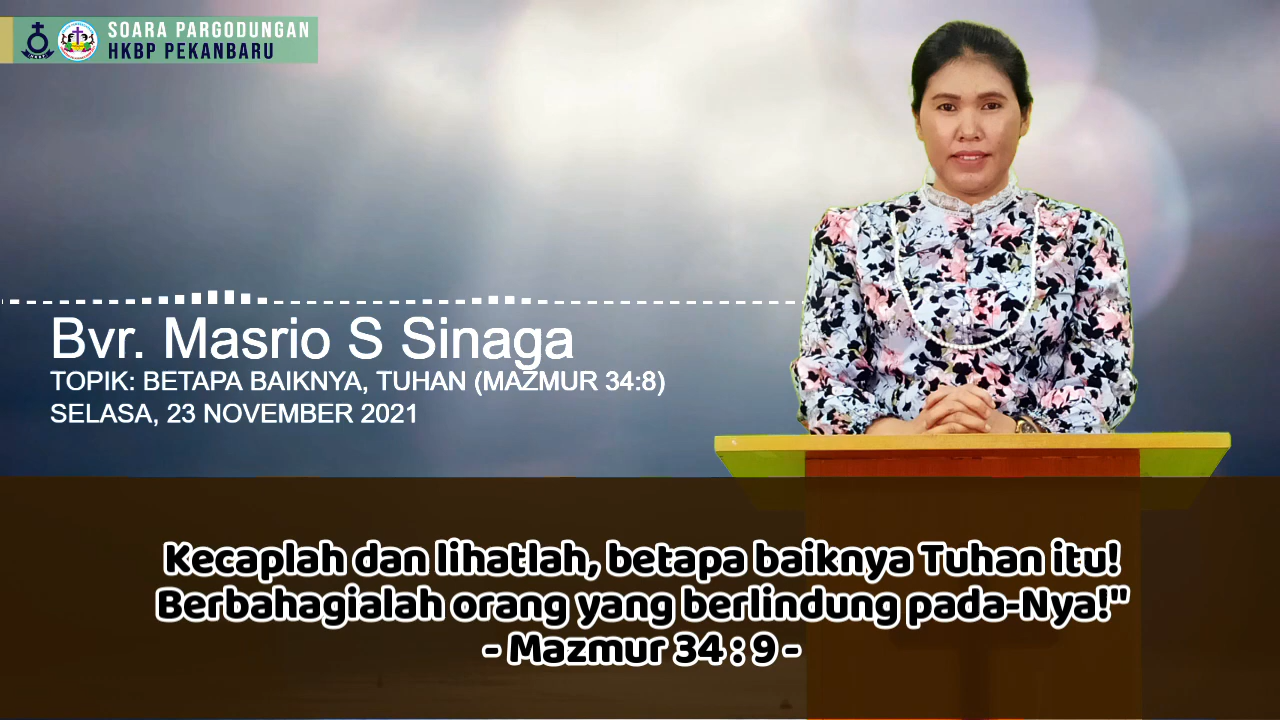 SOARA PARGODUNGAN
HKBP PEKANBARU
Bvr. Masrio S Sinaga
TOPIK: BETAPA BAIKNYA, TUHAN (MAZMUR 34:8)
SELASA, 23 NOVEMBER 2021
Kecaplah dan lihatlah, betapa baiknya Tuhan itu!
Berbahagialah orang yang berlindung pada-Nya!"
- Mazmur 34 : 9 -